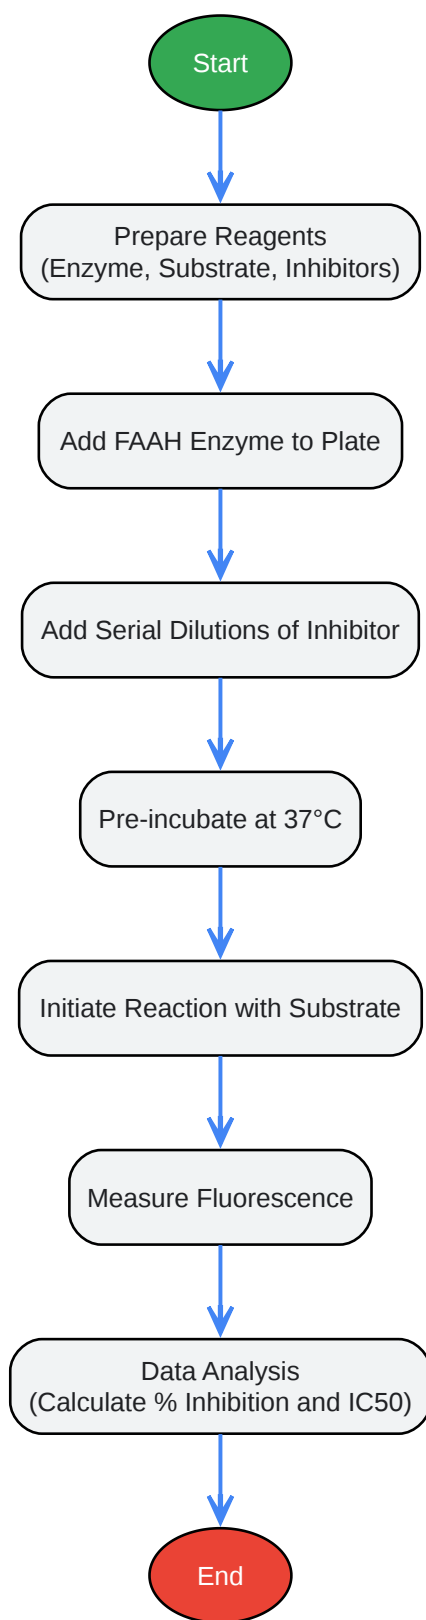 Start
Prepare Reagents
(Enzyme, Substrate, Inhibitors)
Add FAAH Enzyme to Plate
Add Serial Dilutions of Inhibitor
Pre-incubate at 37°C
Initiate Reaction with Substrate
Measure Fluorescence
Data Analysis
(Calculate % Inhibition and IC50)
End